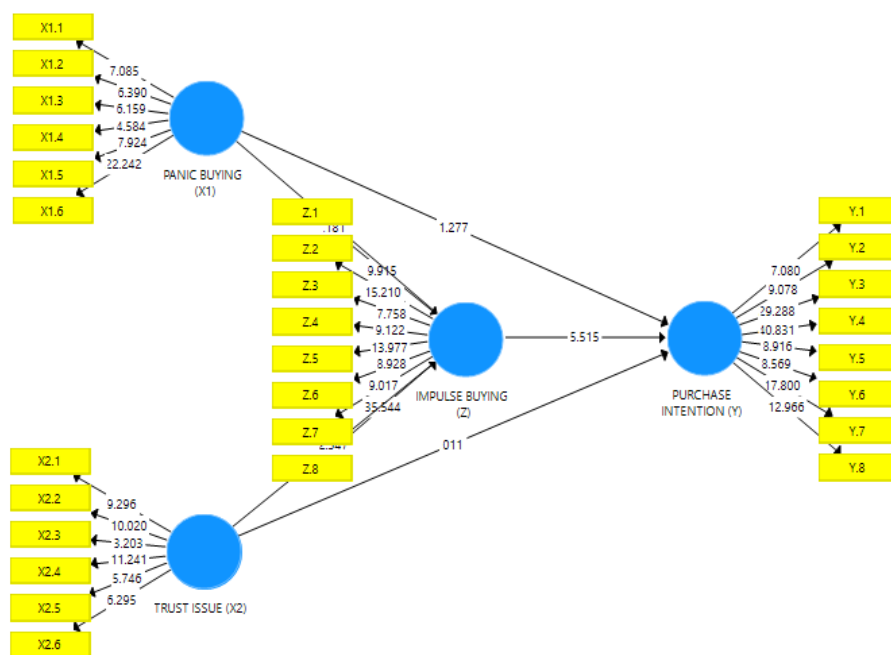 X1.1
X1.2
X1.3
X1.4
X1.5
X1.6
7.085
6.390
6.159
4.584
7.924
22.242
PANIC BUYING
(X1)
1.277
Z.1
Z.2
Z.3
Z.4
Z.5
Z.6
Z.7
Z.8
9.915
15.210
7.758
9.122
13.977
8.928
9.017
35.544
IMPULSE BUYING
(Z)
5.515
Y.1
Y.2
Y.3
Y.4
Y.5
Y.6
Y.7
Y.8
7.080
9.078
29.288
40.831
8.916
8.569
17.800
12.966
PURCHASE
INTENTION (Y)
011
X2.1
X2.2
X2.3
X2.4
X2.5
X2.6
9.296
10.020
3.203
11.241
5.746
6.295
TRUST ISSUE (X2)